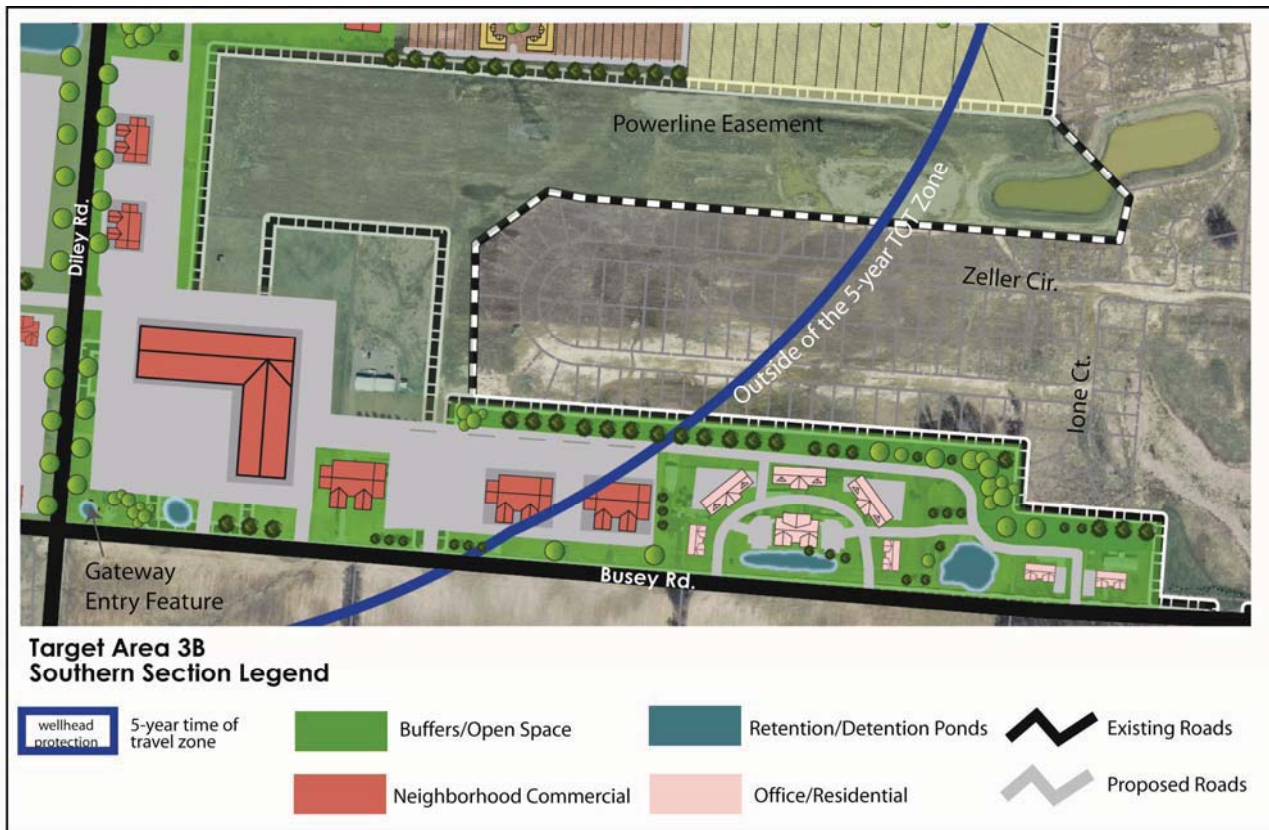 Powerline Easement
Diley Rd.
Outside of the 5-year TOT Zone
Zeller Cir.
Ione Ct.
Gateway
Entry Feature
Busey Rd.
Target Area 3B
Southern Section Legend
wellhead
protection
5-year time of
travel zone
Buffers/Open Space
Retention/Detention Ponds
Existing Roads
Neighborhood Commercial
Office/Residential
Proposed Roads